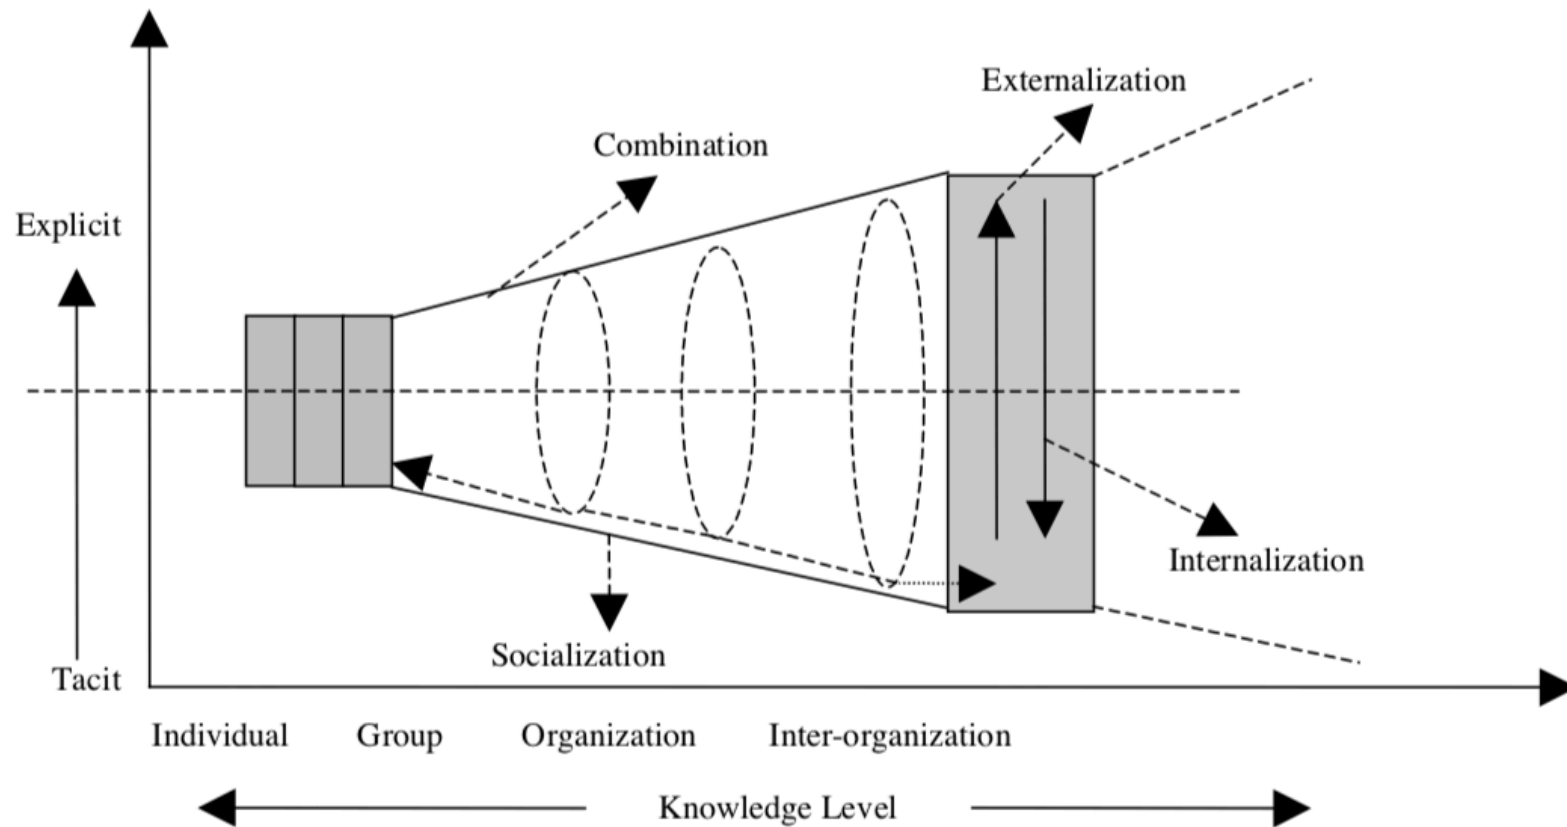 Externalization
Combination
Explicit
Internalization
Socialization
Tacit
Individual Group Organization Inter-organization
Knowledge Level